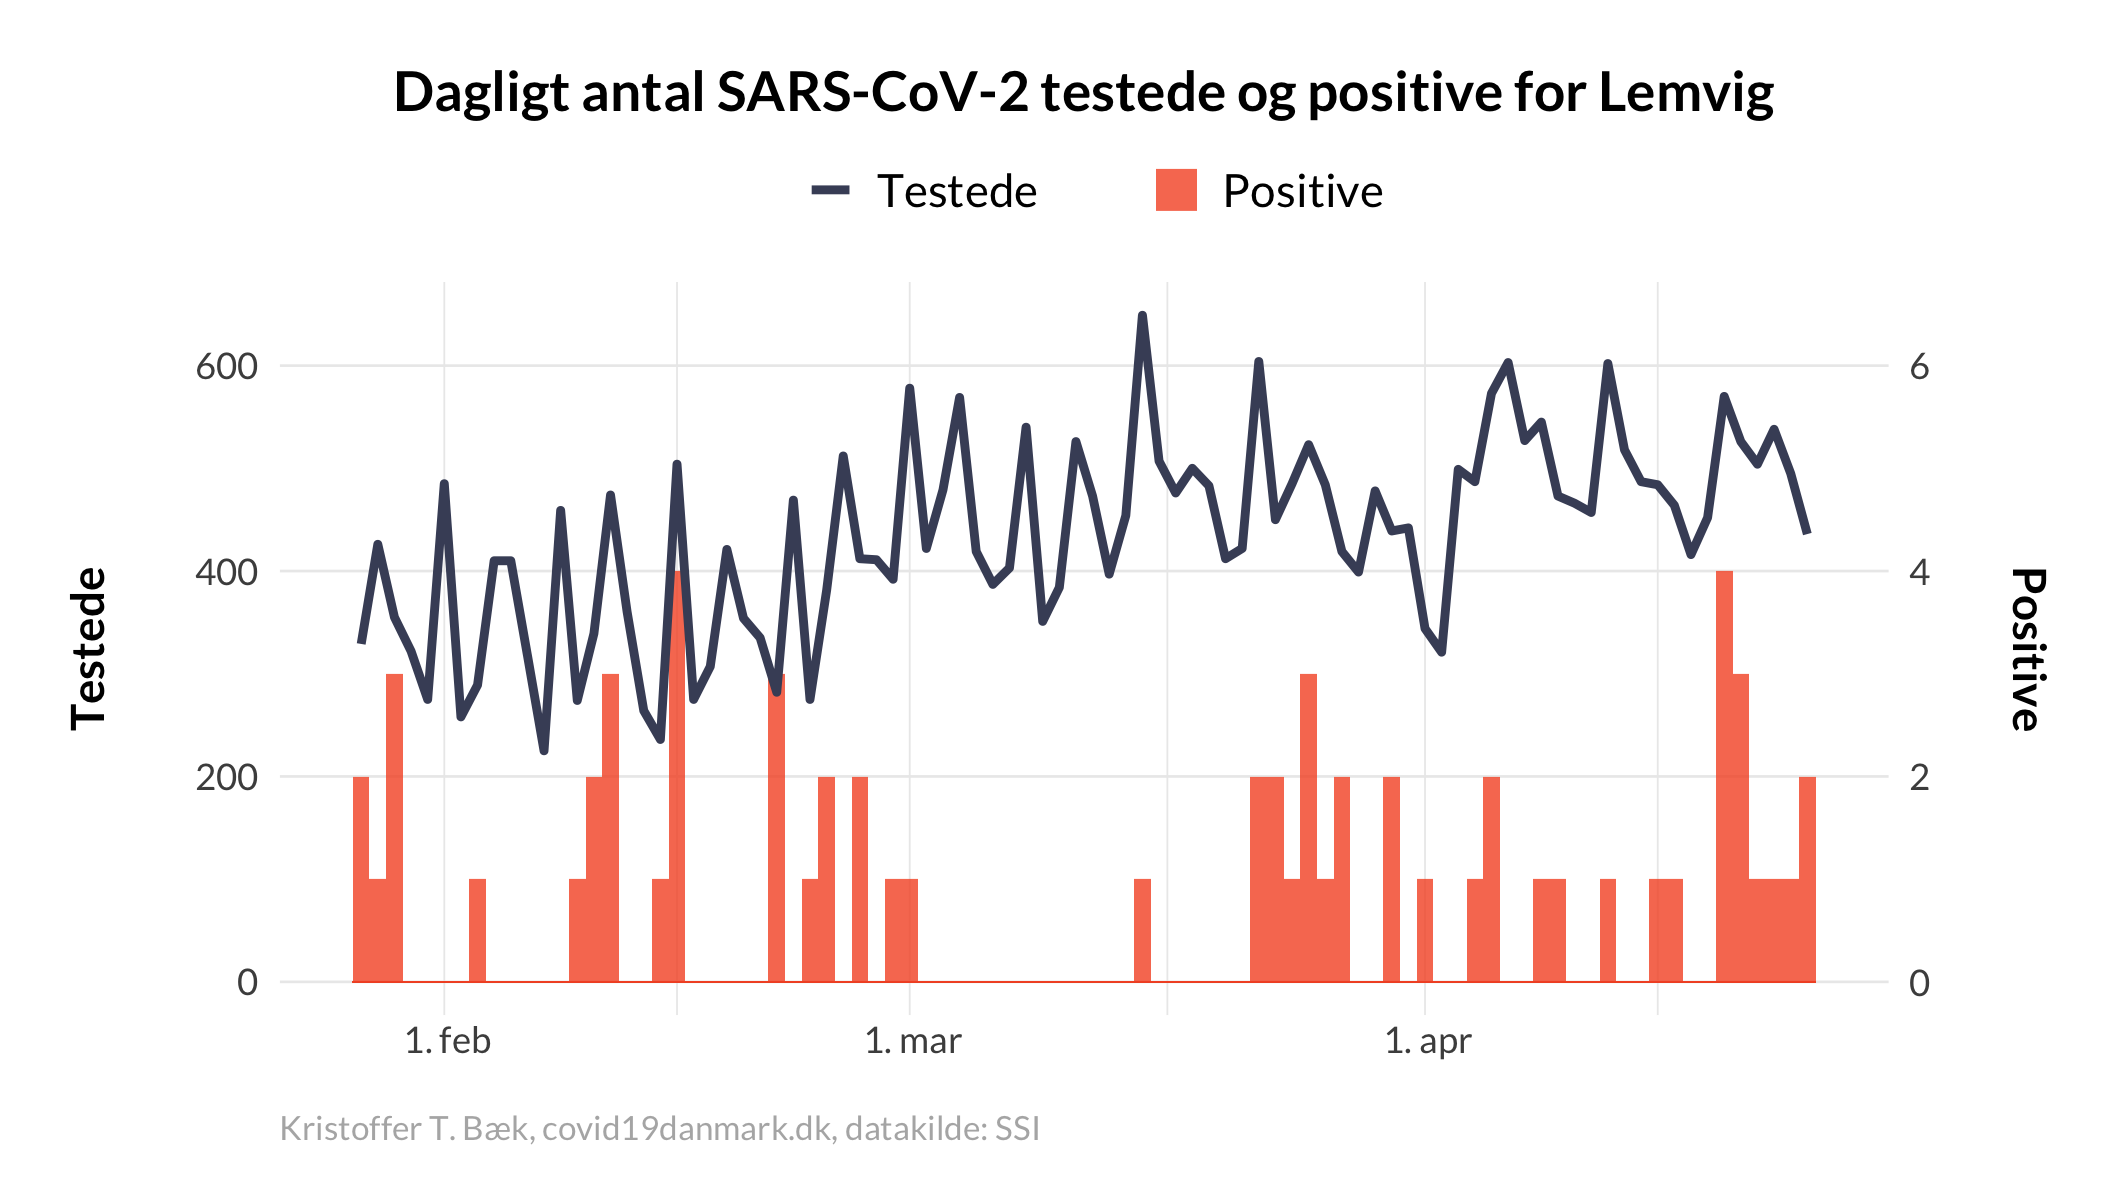 Dagligt antal SARS-CoV-2 testede og positive for Lemvig
Testede Positive
600 6
400 4
200 2
0 0
Testede
Positive
1. feb 1. mar 1. apr
Kristoffer T. Bæk, covid19danmark.dk, datakilde: SSI